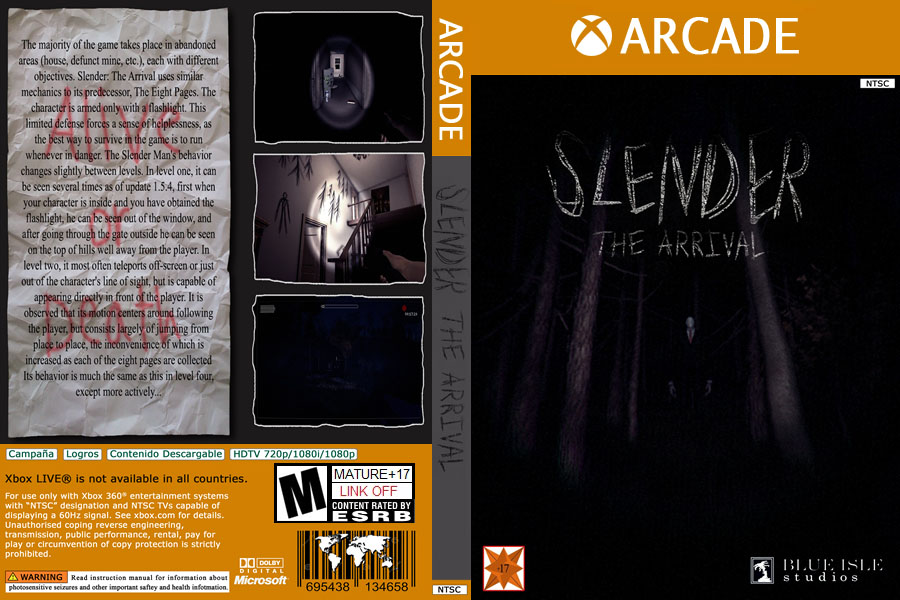 The majority of the game takes place in abandoned
areas (house, defunct mine, etc.), each with different
objectives. Slender: The Arrival uses similar
mechanics to its predecessor, The Eight Pages. The
character is armed only with a flashlight. This
limited defense forces a sense of helplessness, as
the best way to survive in the game is to run
whenever in danger. The Slender Man's behavior
changes slightly between levels. In level one, it can
be seen several times as of update 1.5.4, first when
your character is inside and you have obtained the
flashlight, he can be seen out of the window, and
after going through the gate outside he can be seen
on the top of hills well away from the player. In
level two, it most often teleports off-screen or just
out of the character's line of sight, but is capable of
appearing directly in front of the player. It is
observed that its motion centers around following
the player, but consists largely of jumping from
place to place, the inconvenience of which is
increased as each of the eight pages are collected
Its behavior is much the same as this in level four,
except more actively...
Campaña
Logros
Contenido Descargable
HDTV 720p/1080i/1080p
Xbox LIVE® is not available in all countries.
For use only with Xbox 360® entertainment systems
with “NTSC” designation and NTSC TVs capable of
displaying a 60Hz signal. See xbox.com for details.
Unauthorised coping reverse engineering,
transmission, public performance, rental, pay for
play or circumvention of copy protection is strictly
prohibited.
WARNING Read instruction manual for information about
photosensitive seizures and other important saftey and health infotmation.
M
MATURE+17
LINK OFF
CONTENT RATED BY
ESRB
DOLBY
DIGITAL
Microsoft
695438 134658
ARCADE
SLENDER THE ARRIVAL
NTSC
ARCADE
NTSC
SLENDER
THE ARRIVAL
-17
BLUE ISLE
studios